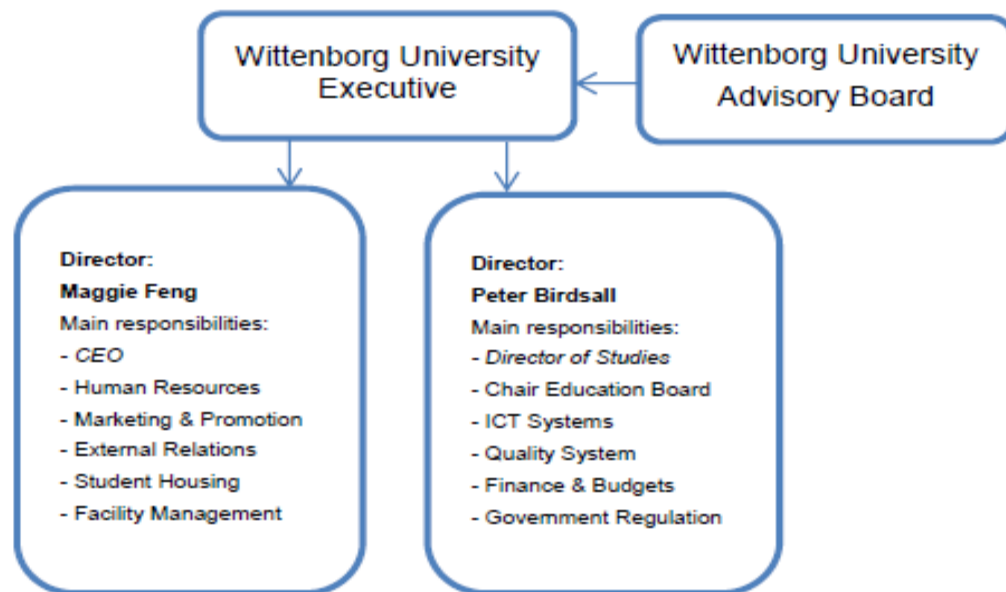 Wittenborg University
Executive
Wittenborg University
Advisory Board
Director:
Maggie Feng
Main responsibilities:
- CEO
- Human Resources
- Marketing & Promotion
- External Relations
- Student Housing
- Facility Management
Director:
Peter Birdsall
Main responsibilities:
- Director of Studies
- Chair Education Board
- ICT Systems
- Quality System
- Finance & Budgets
- Government Regulation